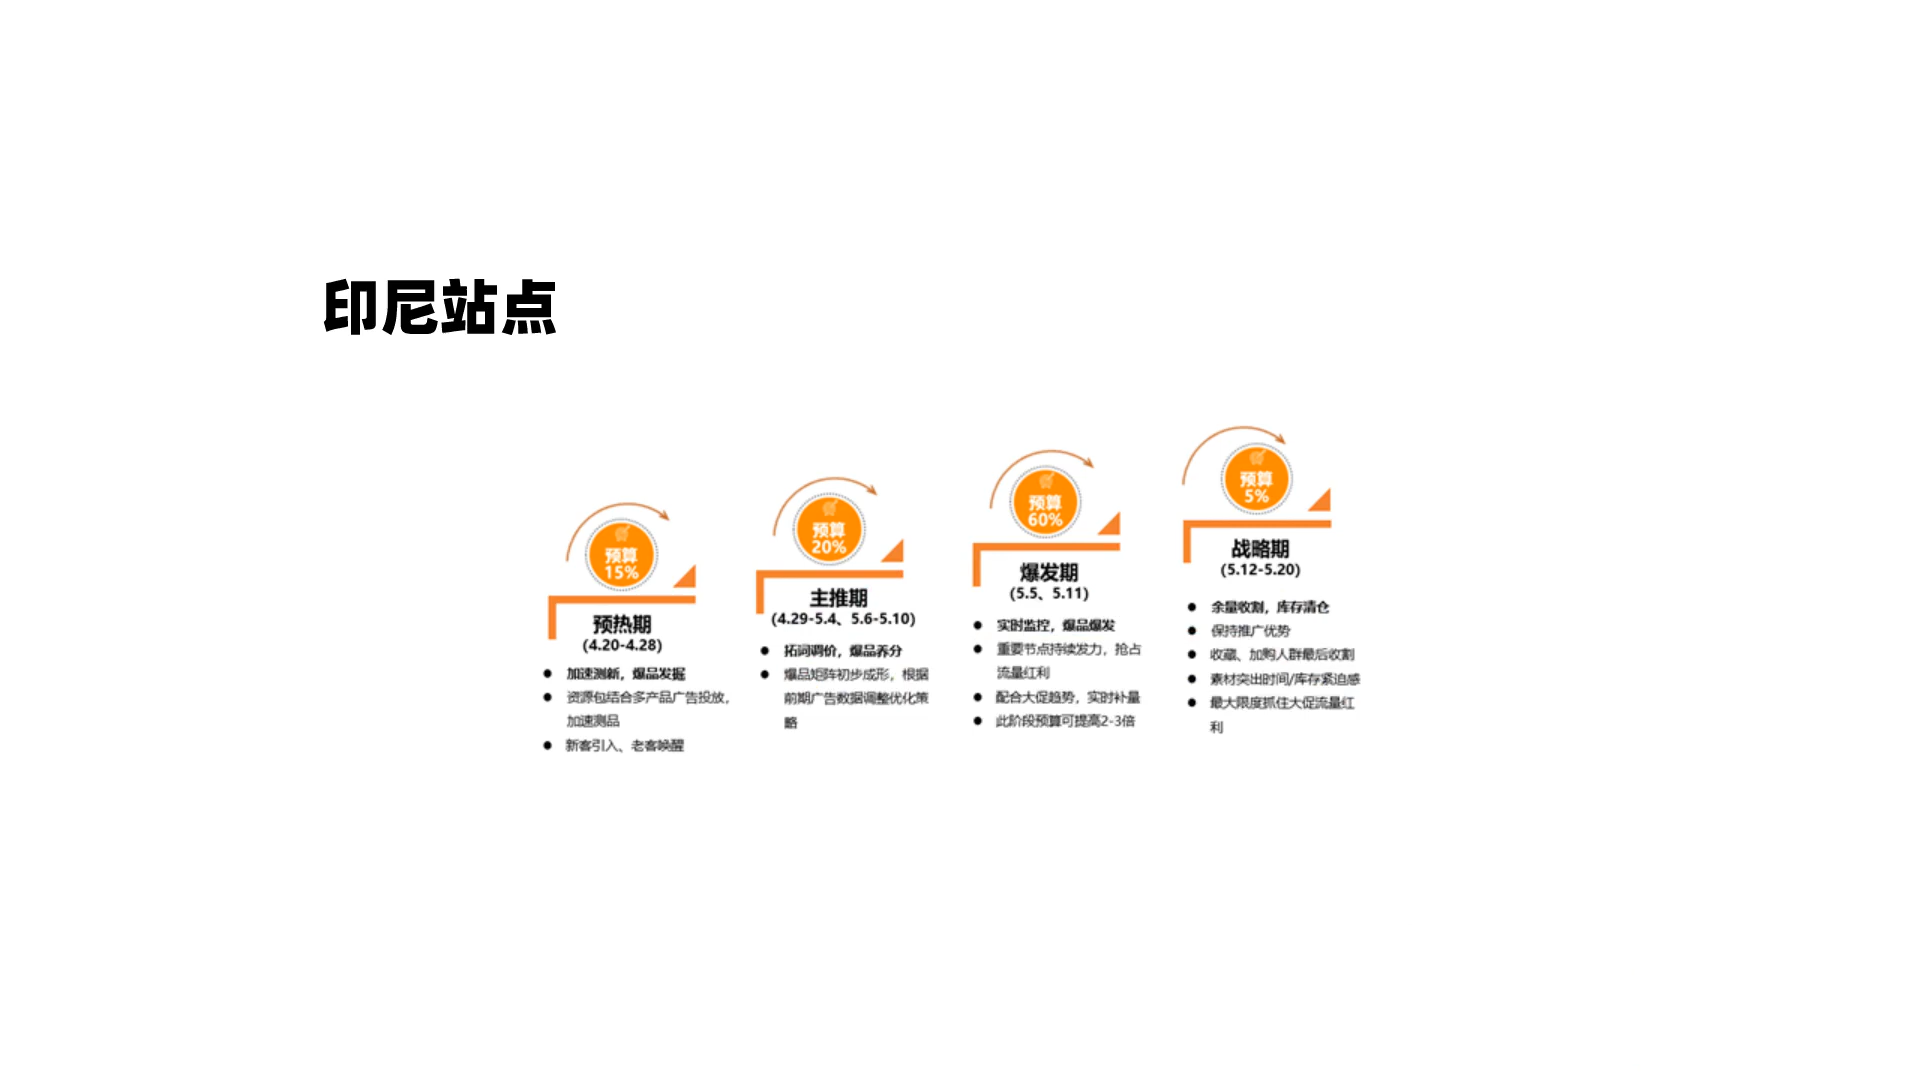 印尼站点
预算
15%
预热期
(4.20-4.28)
加速测新，爆品发掘
资源包结合多产品广告投放，
加速测品
新客引入、老客唤醒
预算
20%
主推期
(4.29-5.4、5.6-5.10)
拓词调价，爆品养分
爆品矩阵初步成形，根据
前期广告数据调整优化策
略
预算
60%
爆发期
(5.5、5.11)
实时监控，爆品爆发
重要节点持续发力，抢占
流量红利
配合大促趋势，实时补量
此阶段预算可提高2-3倍
预算
5%
战略期
(5.12-5.20)
余量收割，库存清仓
保持推广优势
收藏、加购人群最后收割
素材突出时间/库存紧迫感
最大限度抓住大促流量红
利